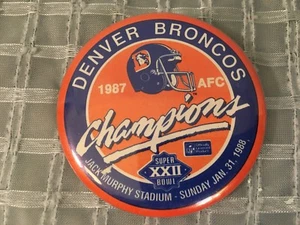 DENVER BRONCOS
1987 AFC
Champions
SUPER
XXII
BOWL
JACK MURPHY STADIUM - SUNDAY JAN. 31, 1988